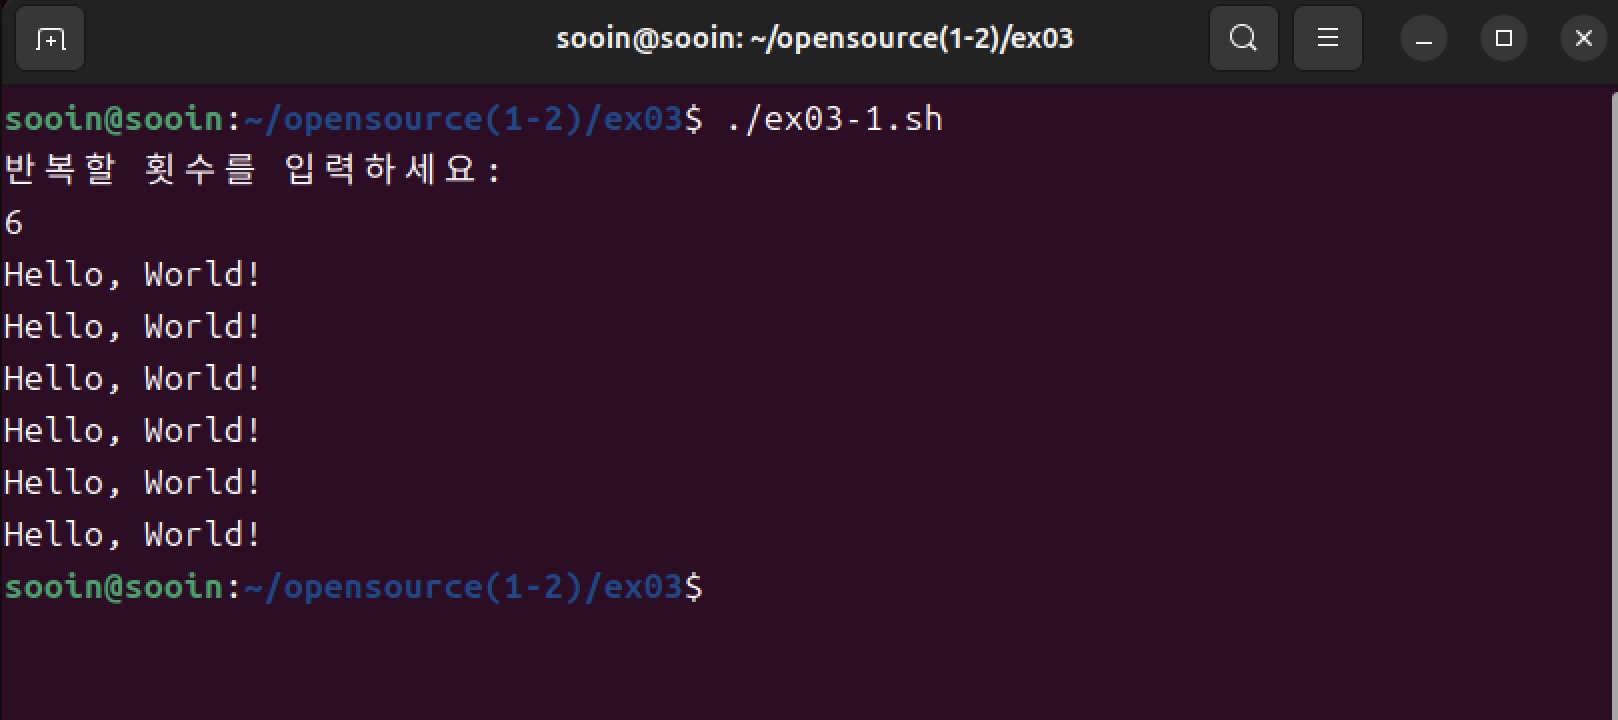 sooin@sooin: ~/opensource(1-2)/ex03
sooin@sooin:~/opensource(1-2)/ex03$ ./ex03-1.sh
반복할 횟수를 입력하세요:
6
Hello, World!
Hello, World!
Hello, World!
Hello, World!
Hello, World!
Hello, World!
sooin@sooin:~/opensource(1-2)/ex03$